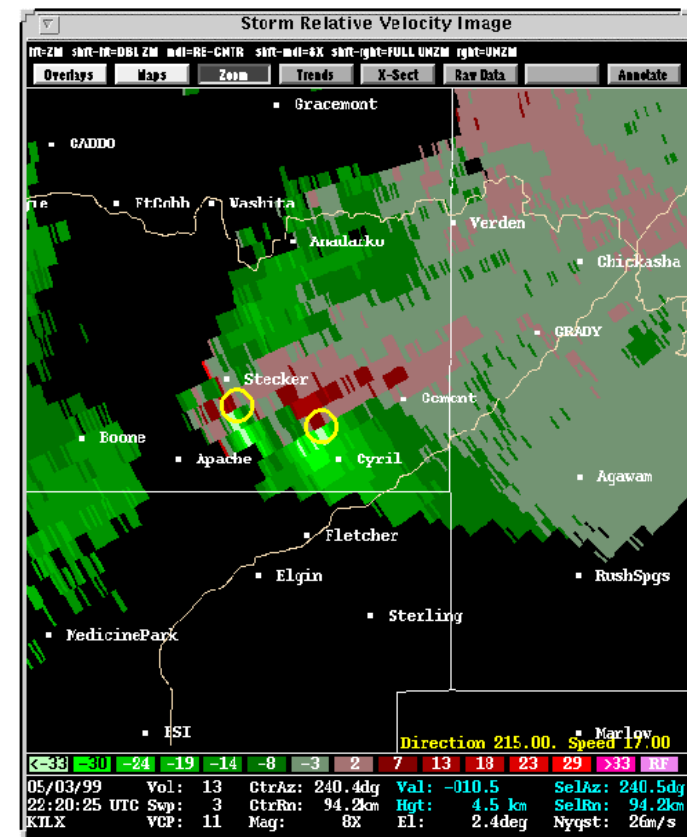 Storm Relative Velocity Image
lft=ZM shft-lft=DBL ZM mdl=RE-CNTR shft-mdl=8X shft-rght=FULL UNZM rght=UNZM
Overlays Maps Zoom Trends X-Sect Raw Data Annotate
Gracemont
CADDO
FtCobb Washita
Verden
Anadarko
Chickasha
GRADY
Stecker
Cement
Boone
Apache Cyril
Agawam
Fletcher
Elgin RushSpgs
Sterling
MedicinePark
FSI Marlow
Direction 215.00. Speed 17.00
<-33 -30 -24 -19 -14 -8 -3 2 7 13 18 23 29 >33 RF
05/03/99 Vol: 13 CtrAz: 240.4dg Val: -010.5 SelAz: 240.5dg
22:20:25 UTC Swp: 3 CtrRn: 94.2km Hgt: 4.5 km SelRn: 94.2km
KTLX VCP: 11 Mag: 8X El: 2.4deg Nyqst: 26m/s